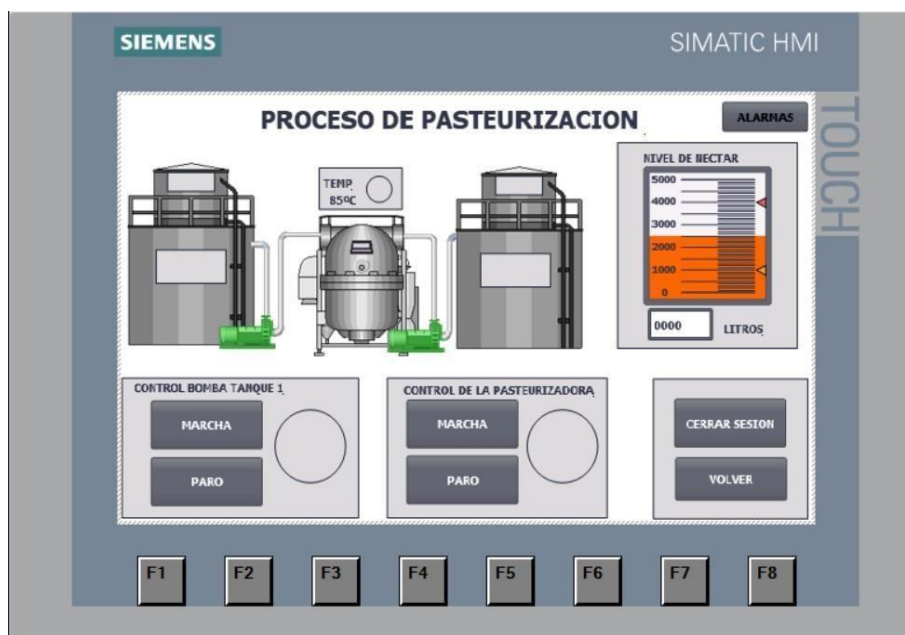 SIEMENS
SIMATIC HMI
TOUCH
PROCESO DE PASTEURIZACION
ALARMAS
TEMP.
85ºC
NIVEL DE NECTAR
5000
4000
3000
2000
1000
0
0000
LITROS
CONTROL BOMBA TANQUE 1
MARCHA
PARO
CONTROL DE LA PASTEURIZADORA
MARCHA
PARO
CERRAR SESION
VOLVER
F1
F2
F3
F4
F5
F6
F7
F8